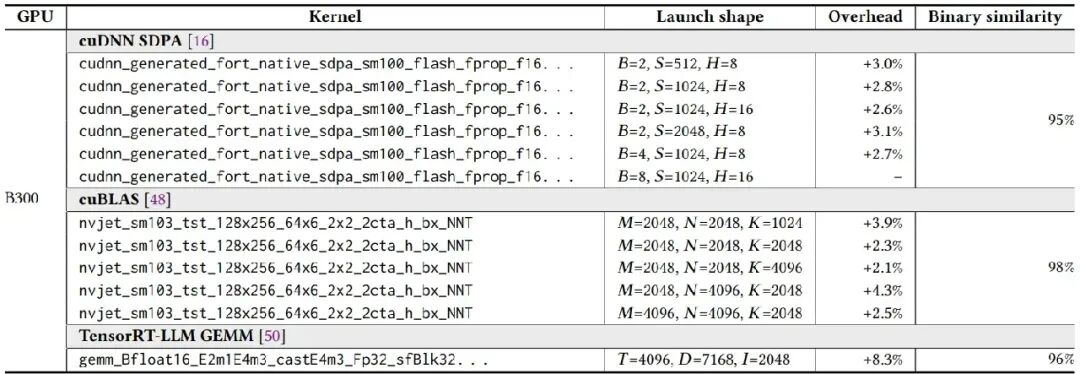 GPU Kernel Launch shape Overhead Binary similarity
cuDNN SDPA [16]
cudnn_generated_fort_native_sdpa_sm100_flash_fprop_f16... B=2, S=512, H=8 +3.0%
cudnn_generated_fort_native_sdpa_sm100_flash_fprop_f16... B=2, S=1024, H=8 +2.8%
cudnn_generated_fort_native_sdpa_sm100_flash_fprop_f16... B=2, S=1024, H=16 +2.6%
95%
cudnn_generated_fort_native_sdpa_sm100_flash_fprop_f16... B=2, S=2048, H=8 +3.1%
cudnn_generated_fort_native_sdpa_sm100_flash_fprop_f16... B=4, S=1024, H=8 +2.7%
cudnn_generated_fort_native_sdpa_sm100_flash_fprop_f16... B=8, S=1024, H=16 –
B300 cuBLAS [48]
nvjet_sm103_tst_128x256_64x6_2x2_2cta_h_bx_NNT M=2048, N=2048, K=1024 +3.9%
nvjet_sm103_tst_128x256_64x6_2x2_2cta_h_bx_NNT M=2048, N=2048, K=2048 +2.3%
nvjet_sm103_tst_128x256_64x6_2x2_2cta_h_bx_NNT M=2048, N=2048, K=4096 +2.1% 98%
nvjet_sm103_tst_128x256_64x6_2x2_2cta_h_bx_NNT M=2048, N=4096, K=2048 +4.3%
nvjet_sm103_tst_128x256_64x6_2x2_2cta_h_bx_NNT M=4096, N=4096, K=2048 +2.5%
TensorRT-LLM GEMM [50]
gemm_Bfloat16_E2m1E4m3_castE4m3_Fp32_sfBlk32... T=4096, D=7168, I=2048 +8.3% 96%